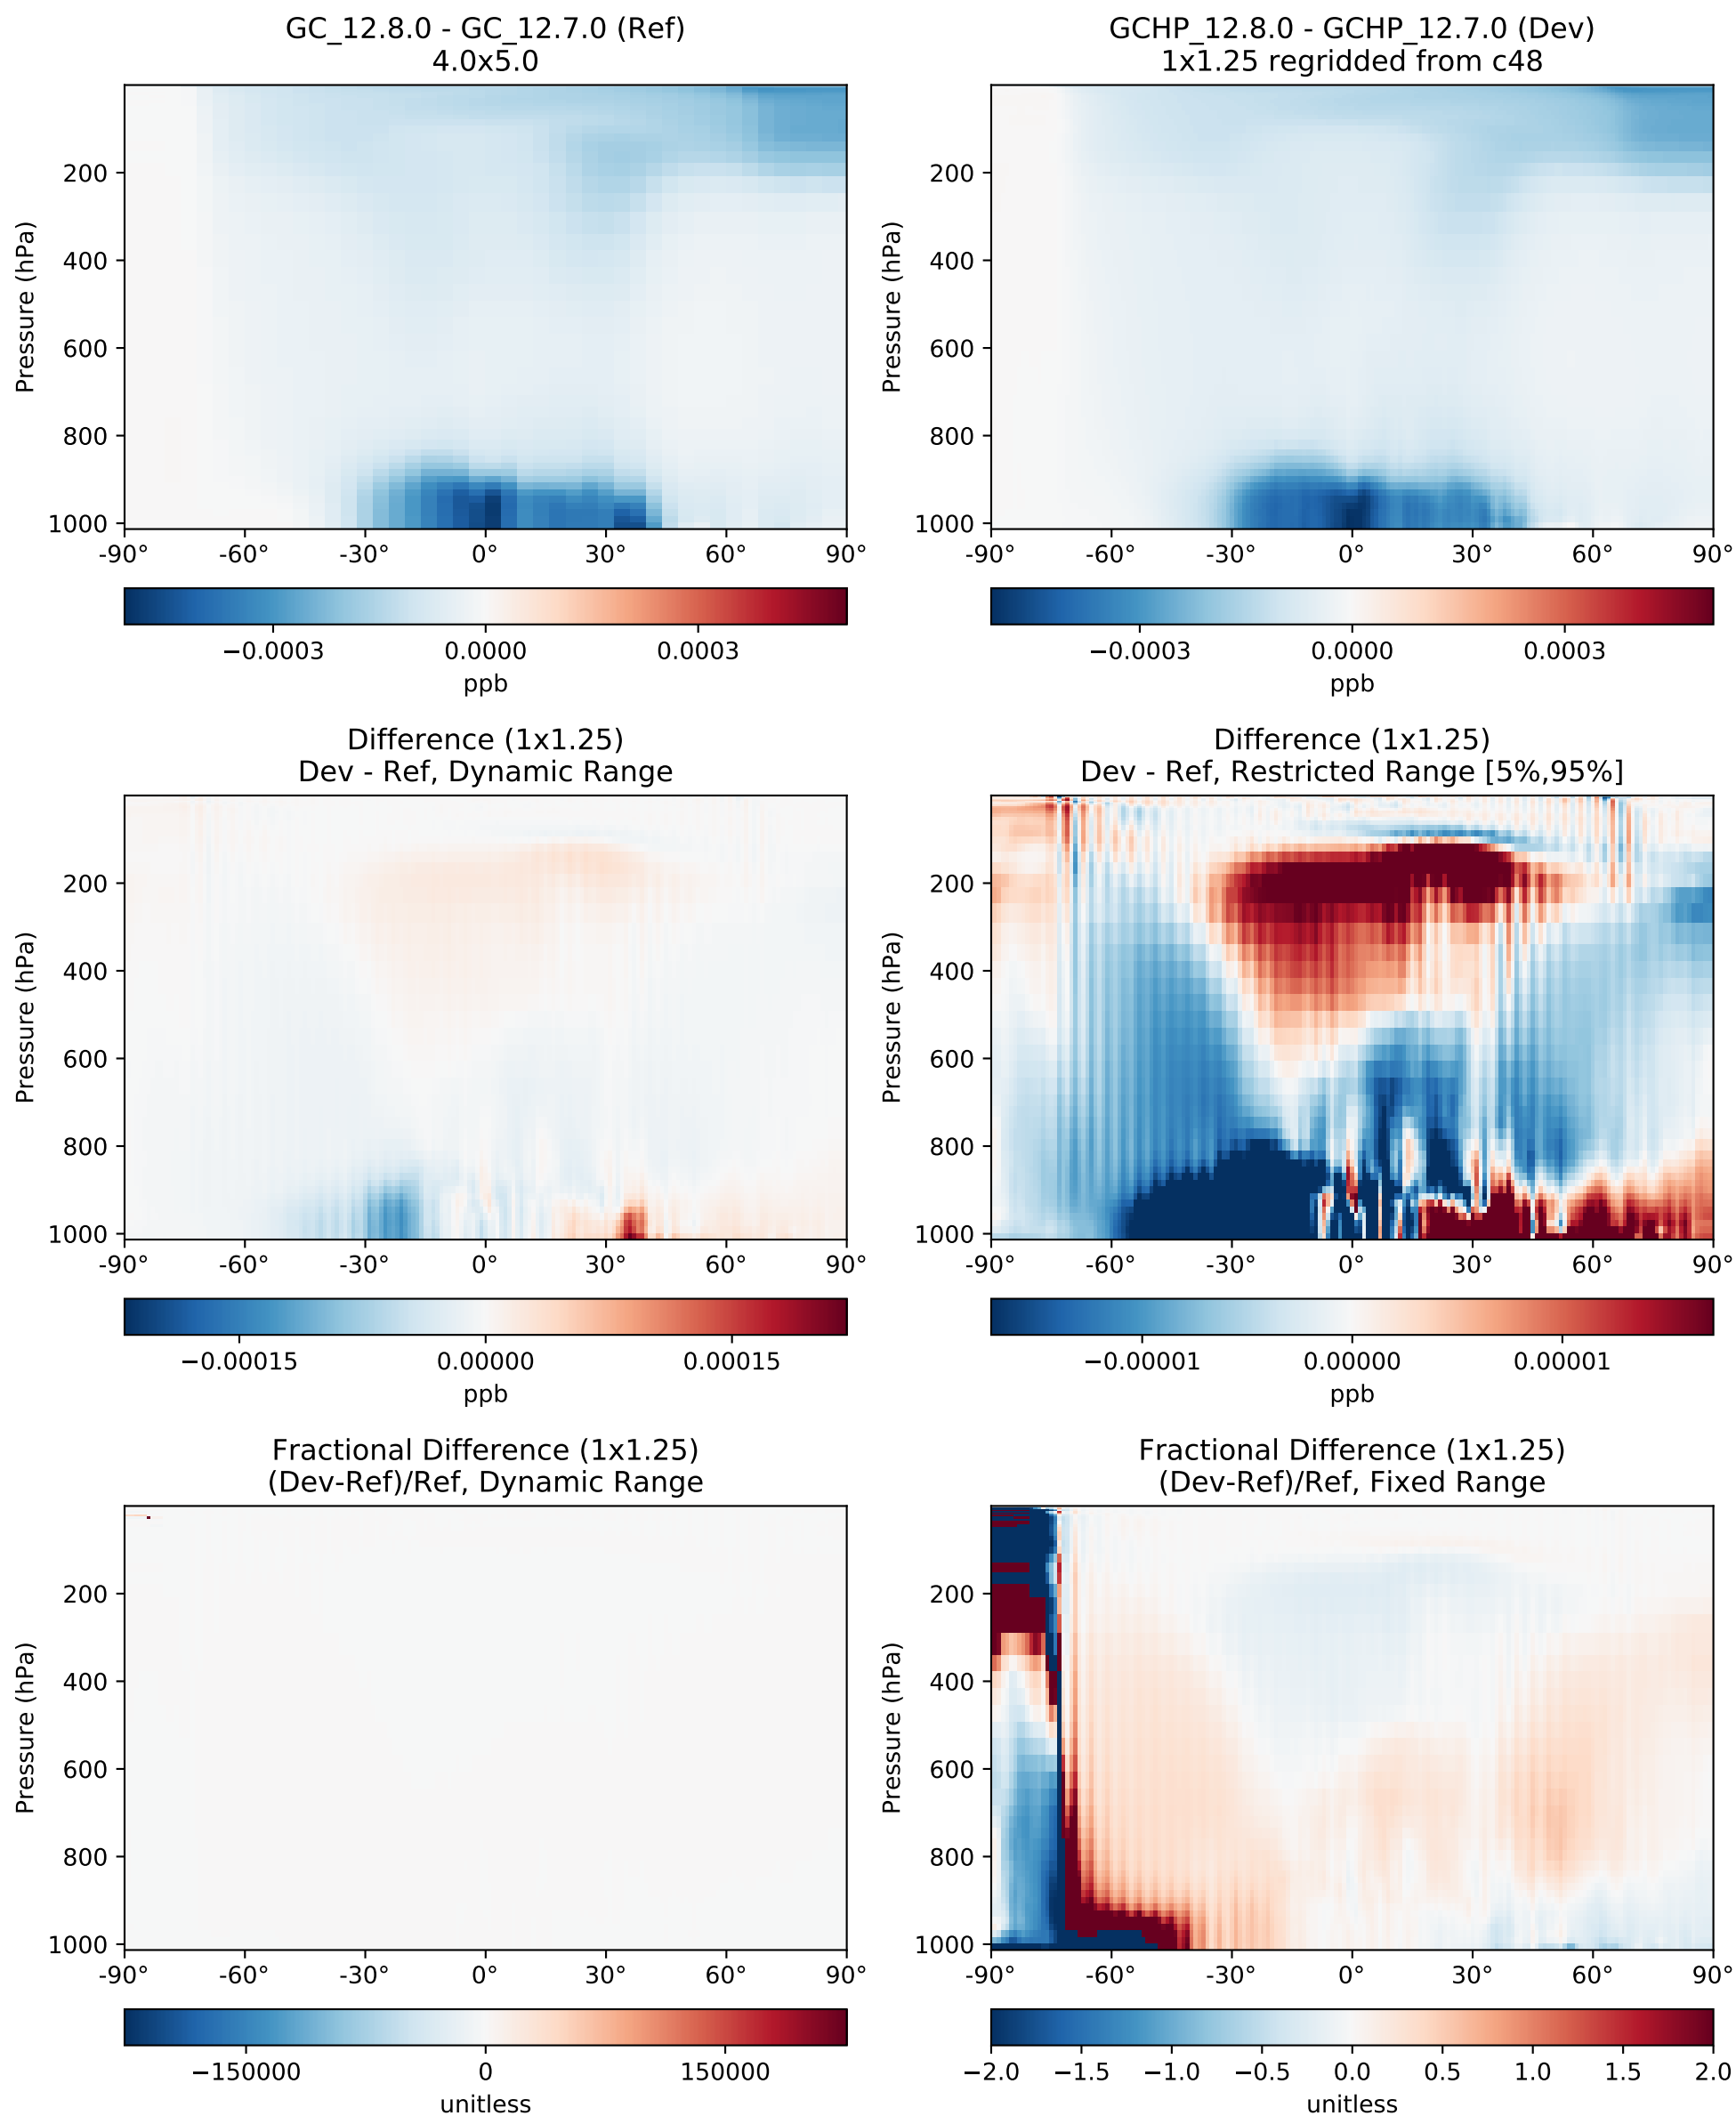 GC_12.8.0 - GC_12.7.0 (Ref)
4.0x5.0
Pressure (hPa)
200
400
600
800
1000
-90° -60° -30° 0° 30° 60° 90°
−0.0003 0.0000 0.0003
ppb
GCHP_12.8.0 - GCHP_12.7.0 (Dev)
1x1.25 regridded from c48
Pressure (hPa)
200
400
600
800
1000
-90° -60° -30° 0° 30° 60° 90°
−0.0003 0.0000 0.0003
ppb
Difference (1x1.25)
Dev - Ref, Dynamic Range
Pressure (hPa)
200
400
600
800
1000
-90° -60° -30° 0° 30° 60° 90°
−0.00015 0.00000 0.00015
ppb
Difference (1x1.25)
Dev - Ref, Restricted Range [5%,95%]
Pressure (hPa)
200
400
600
800
1000
-90° -60° -30° 0° 30° 60° 90°
−0.00001 0.00000 0.00001
ppb
Fractional Difference (1x1.25)
(Dev-Ref)/Ref, Dynamic Range
Pressure (hPa)
200
400
600
800
1000
-90° -60° -30° 0° 30° 60° 90°
−150000 0 150000
unitless
Fractional Difference (1x1.25)
(Dev-Ref)/Ref, Fixed Range
Pressure (hPa)
200
400
600
800
1000
-90° -60° -30° 0° 30° 60° 90°
−2.0 −1.5 −1.0 −0.5 0.0 0.5 1.0 1.5 2.0
unitless